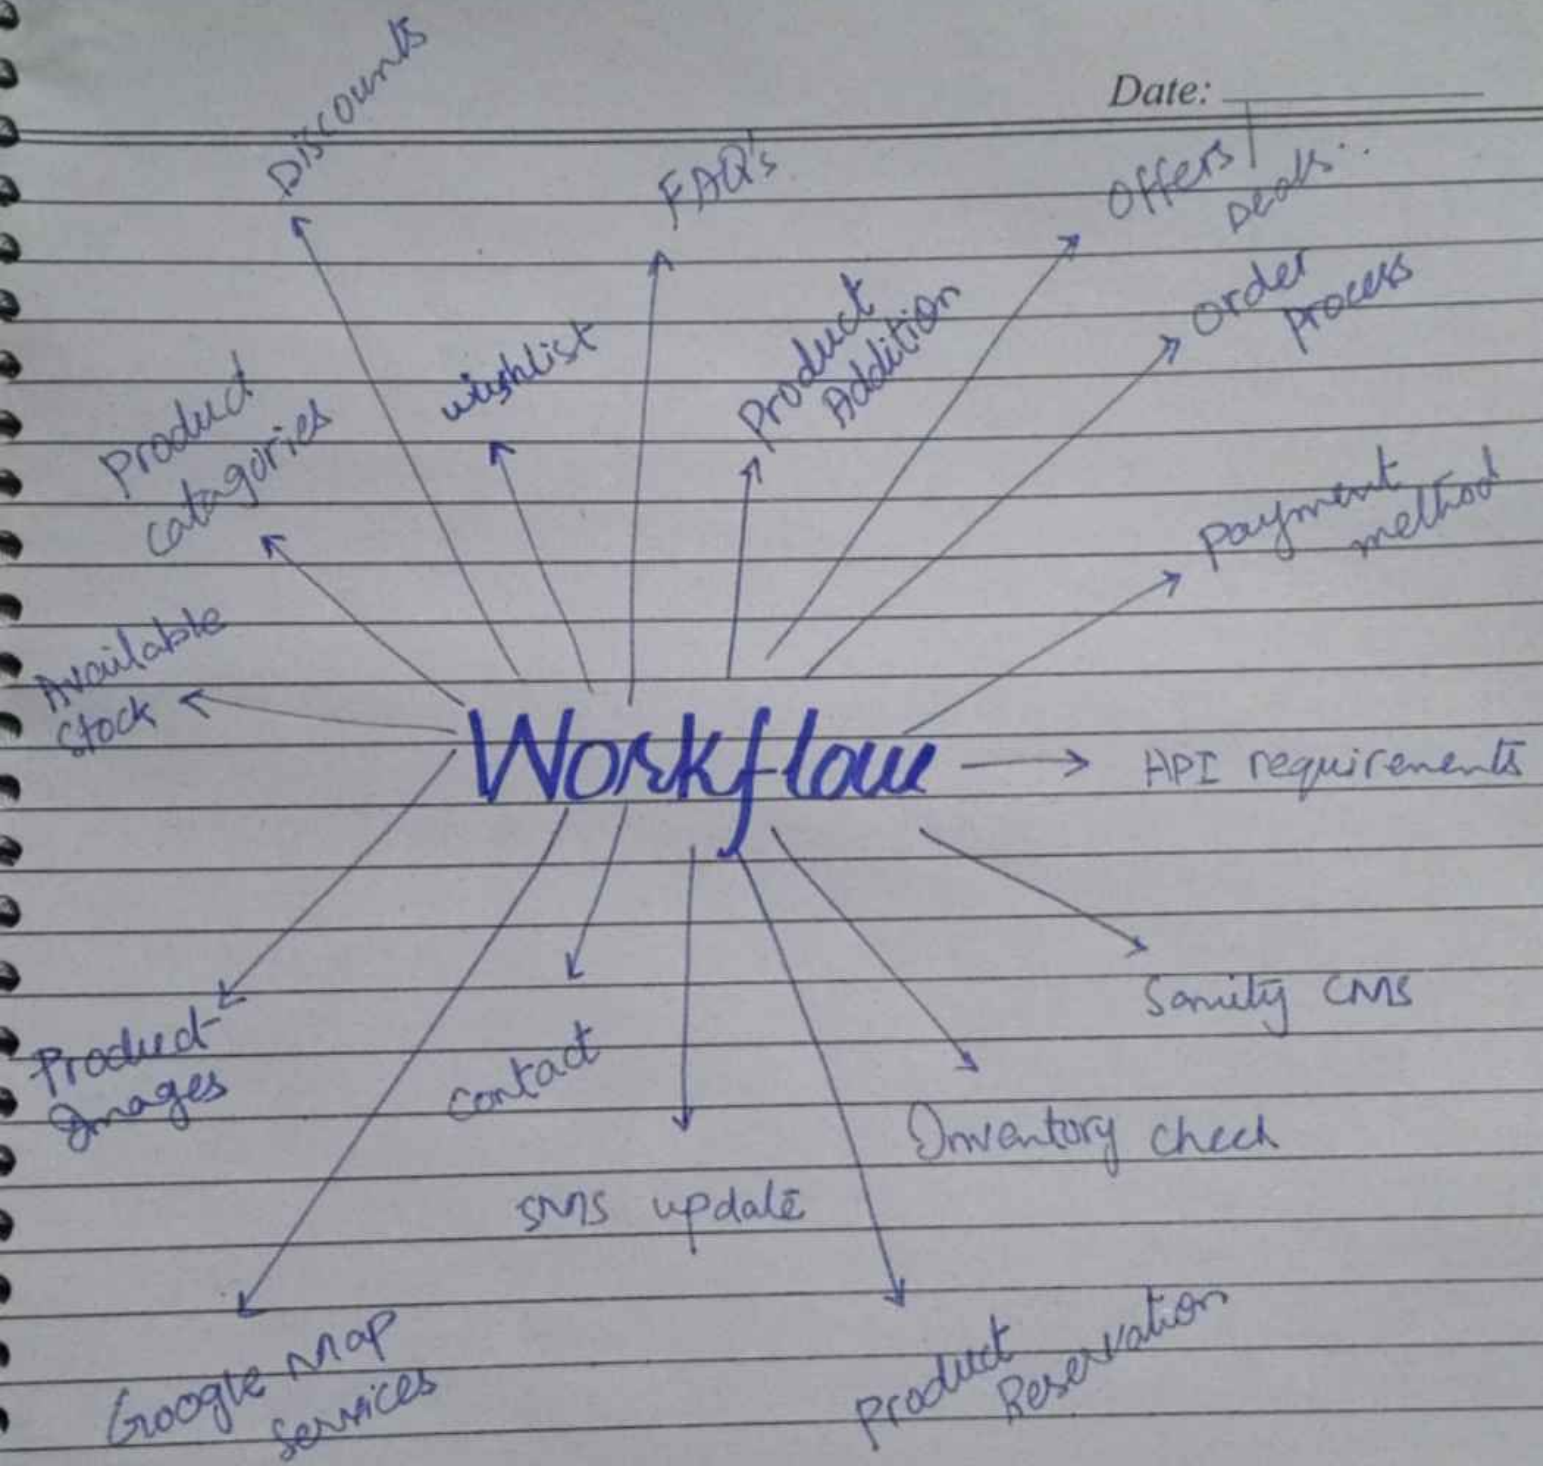 Date:
Discounts
FAQ's
Offers |
Deals..
Order
Process
wishlist
Product
Addition
Product
Catagories
Payment
method
Available
Stock
Workflow
API requirements
Sanity CMS
Product
Images
Contact
Inventory check
SMS update
Google Map
Services
Product
Reservation